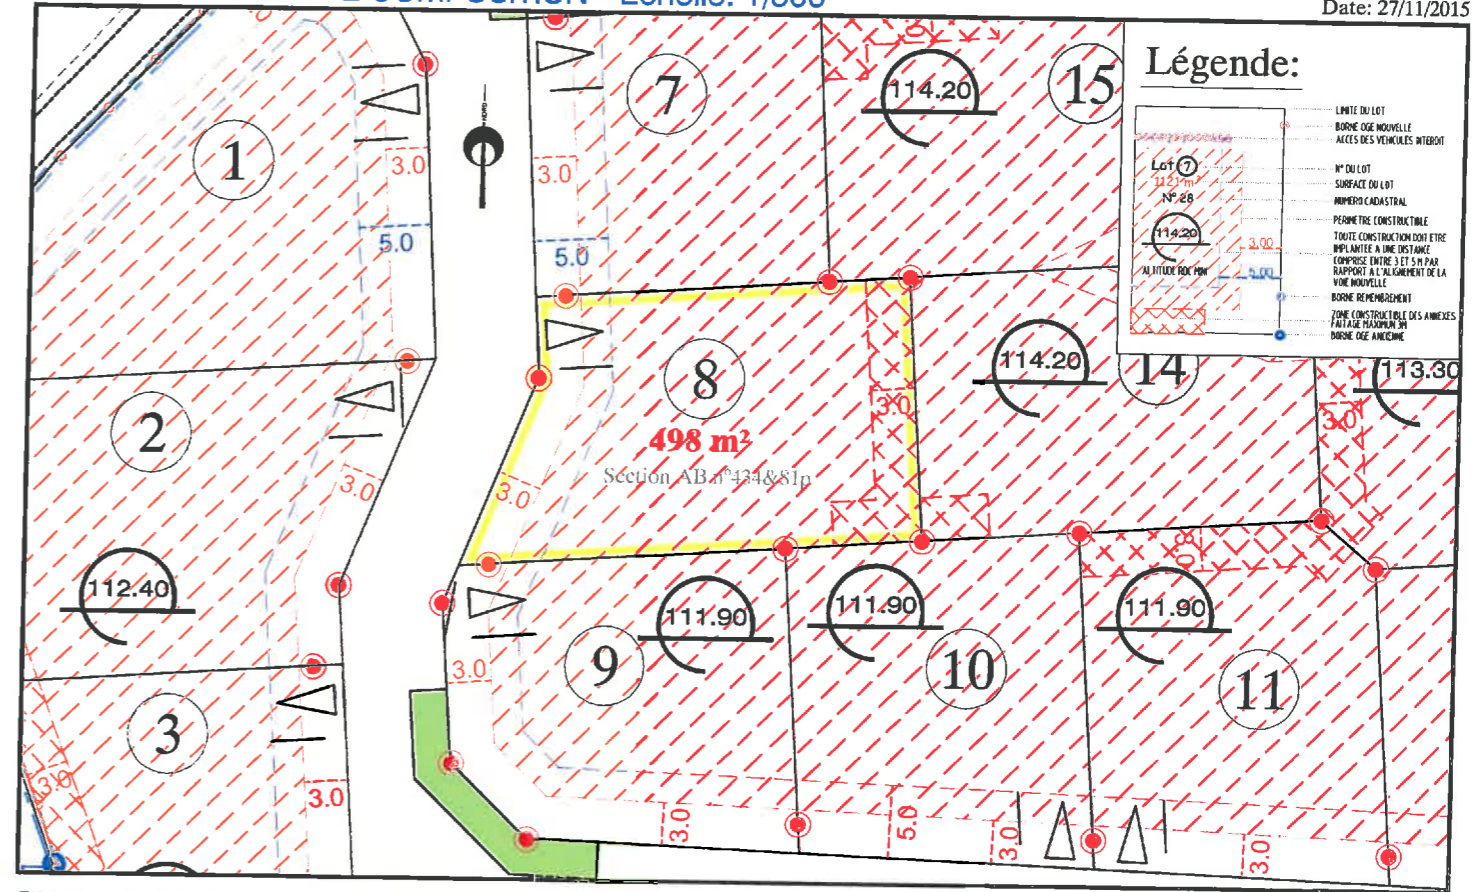 Date: 27/11/2015
Légende:
LIMITE DU LOT
BORNE OGE NOUVELLE
ACCES DES VEHICULES INTERDIT
Lot 7
1121 m²
N° 28
114.20
ALTITUDE RDC MINI
3.00
5.00
N° DU LOT
SURFACE DU LOT
NUMERO CADASTRAL
PERIMETRE CONSTRUCTIBLE
TOUTE CONSTRUCTION DOIT ETRE
IMPLANTEE A UNE DISTANCE
COMPRISE ENTRE 3 ET 5 M PAR
RAPPORT A L'ALIGNEMENT DE LA
VOIE NOUVELLE
BORNE REMEMBREMENT
ZONE CONSTRUCTIBLE DES ANNEXES
FAITAGE MAXIMUM 3M
BORNE OGE ANCIENNE
1
7
114.20
15
NORD
3.0
3.0
5.0
5.0
2
8
498 m²
Section AB n°434&81p
3.0
114.20
14
113.30
3.0
3.0
3.0
112.40
9
111.90
111.90
10
111.90
11
3.0
3
3.0
3.0
3.0
5.0
3.0
3.0